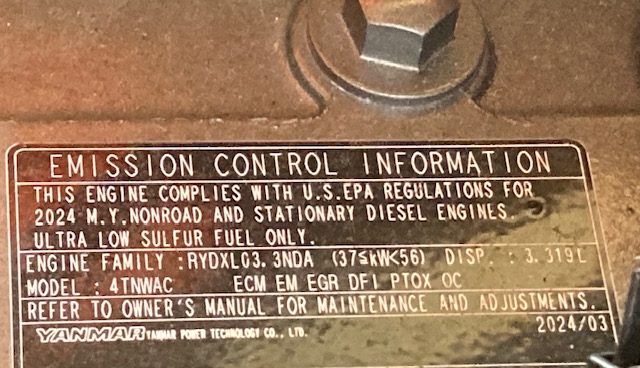 EMISSION CONTROL INFORMATION
THIS ENGINE COMPLIES WITH U.S.EPA REGULATIONS FOR
2024 M.Y.NONROAD AND STATIONARY DIESEL ENGINES.
ULTRA LOW SULFUR FUEL ONLY.
ENGINE FAMILY :RYDXL03.3NDA (37≤kW<56) DISP. : 3.319L
MODEL : 4TNWAC ECM EM EGR DFI PTOX OC
REFER TO OWNER'S MANUAL FOR MAINTENANCE AND ADJUSTMENTS.
YANMAR YANMAR POWER TECHNOLOGY CO., LTD. 2024/03